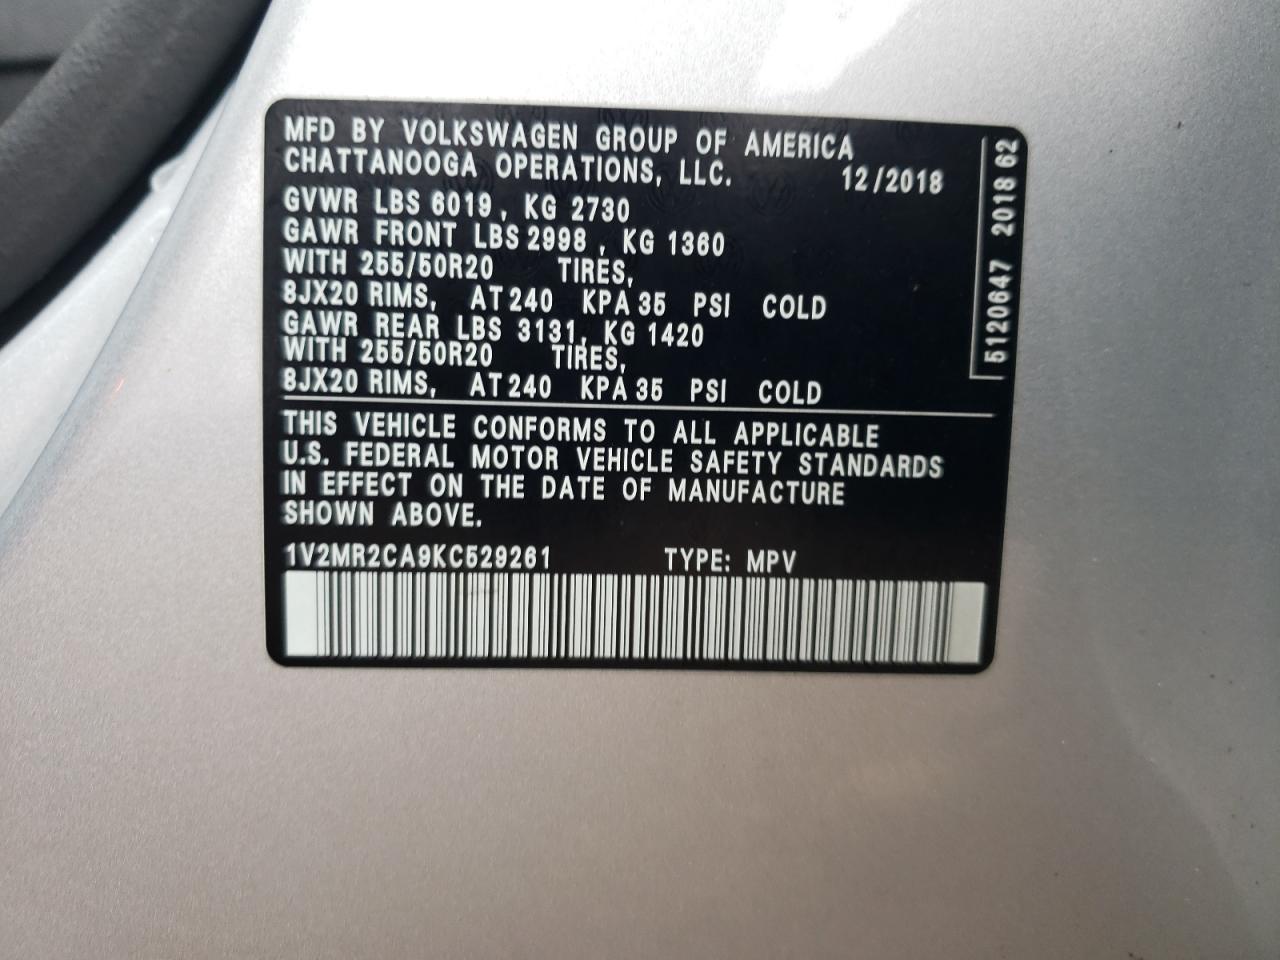 MFD BY VOLKSWAGEN GROUP OF AMERICA
CHATTANOOGA OPERATIONS, LLC. 12/2018
GVWR LBS 6019, KG 2730
GAWR FRONT LBS 2998, KG 1360
WITH 255/50R20 TIRES,
8JX20 RIMS, AT 240 KPA 35 PSI COLD
GAWR REAR LBS 3131, KG 1420
WITH 255/50R20 TIRES,
8JX20 RIMS, AT 240 KPA 35 PSI COLD
THIS VEHICLE CONFORMS TO ALL APPLICABLE
U.S. FEDERAL MOTOR VEHICLE SAFETY STANDARDS
IN EFFECT ON THE DATE OF MANUFACTURE
SHOWN ABOVE.
1V2MR2CA9KC529261 TYPE: MPV
5120647 2018 62